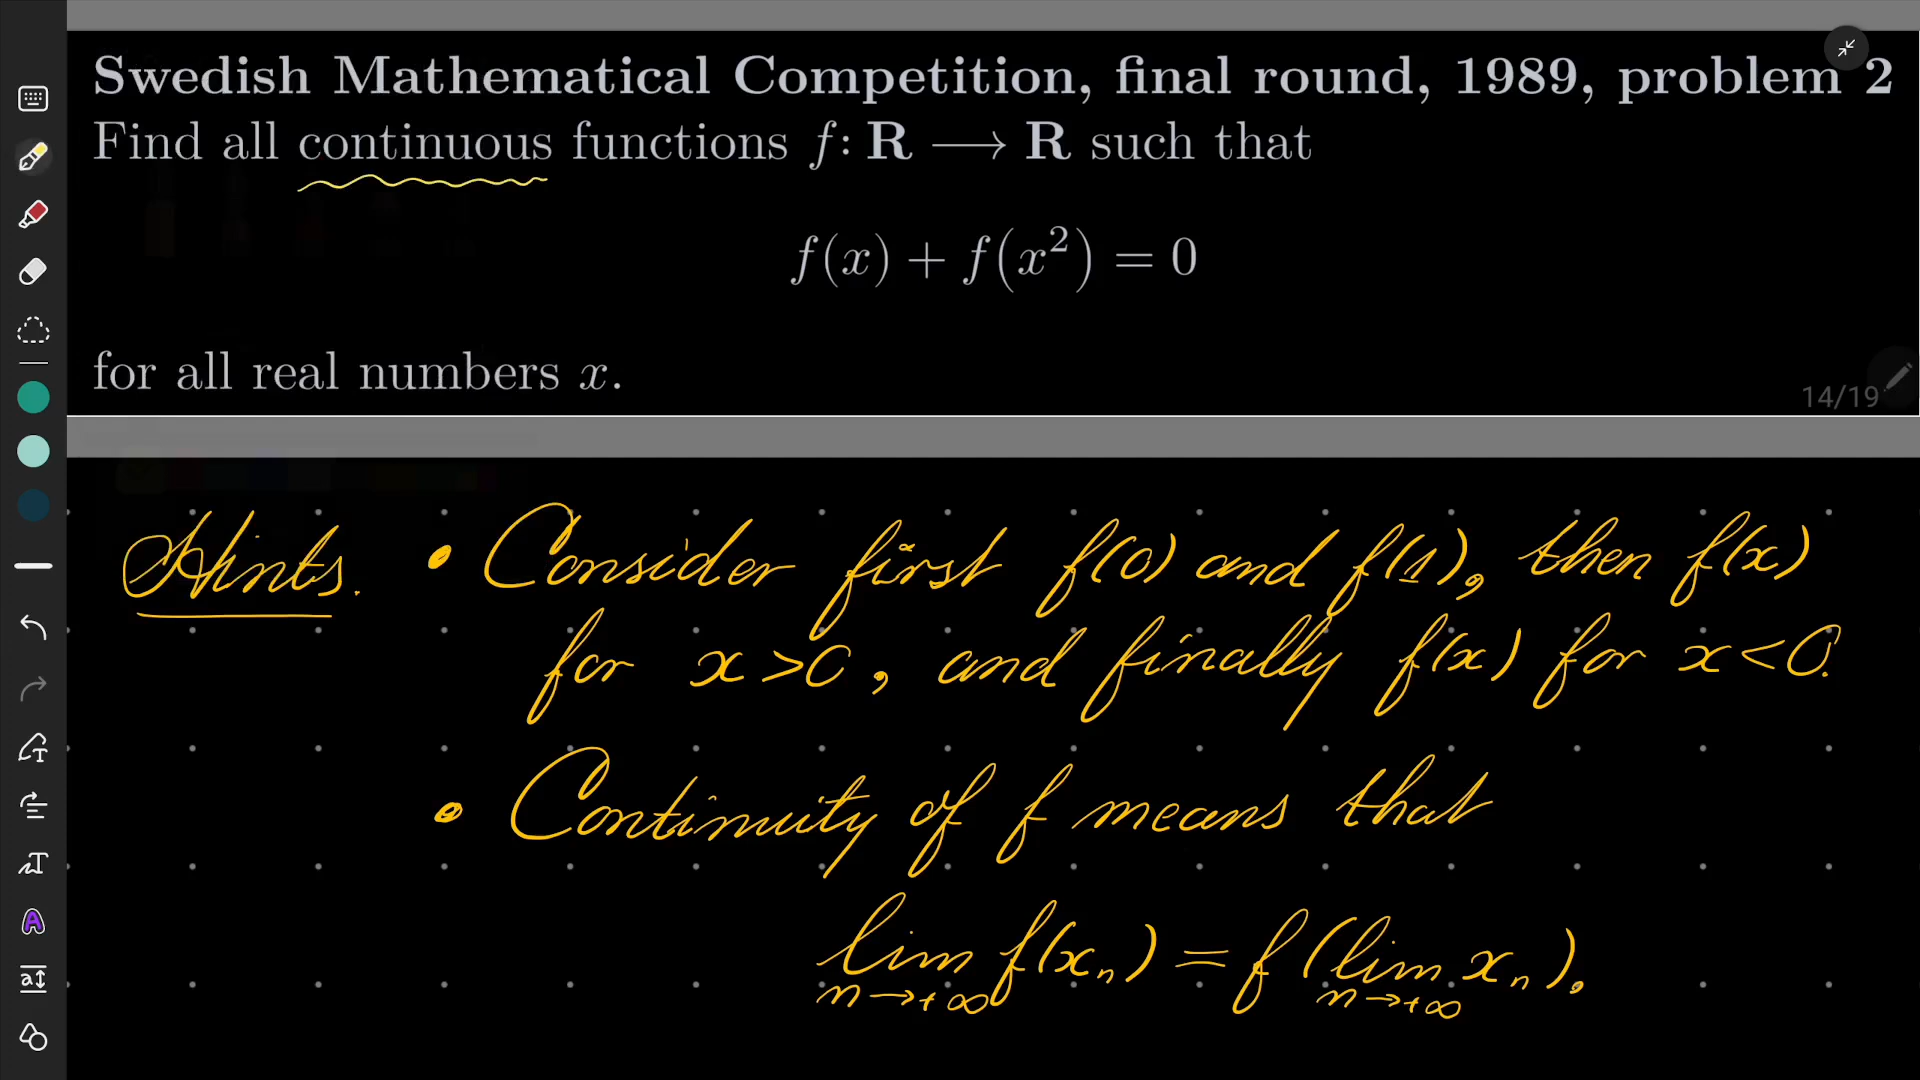 Swedish Mathematical Competition, final round, 1989, problem 2
Find all continuous functions f: R ⟶ R such that
f(x) + f(x²) = 0
for all real numbers x.
14/19
Hints. • Consider first f(0) and f(1), then f(x)
for x > 0, and finally f(x) for x < 0.
• Continuity of f means that
lim f(xₙ) = f(lim xₙ).
n→+∞ n→+∞